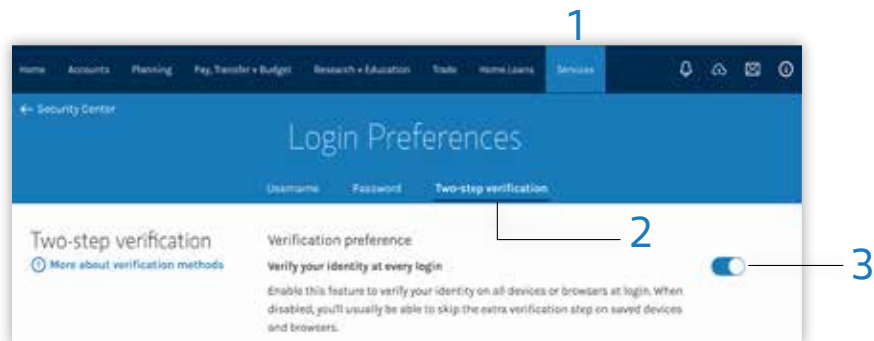 1
Home Accounts Planning Pay, Transfer + Budget Research + Education Trade Home Loans Services
← Security Center
Login Preferences
Username Password Two-step verification
2
Two-step verification
More about verification methods
Verification preference
Verify your identity at every login
3
Enable this feature to verify your identity on all devices or browsers at login. When
disabled, you'll usually be able to skip the extra verification step on saved devices
and browsers.